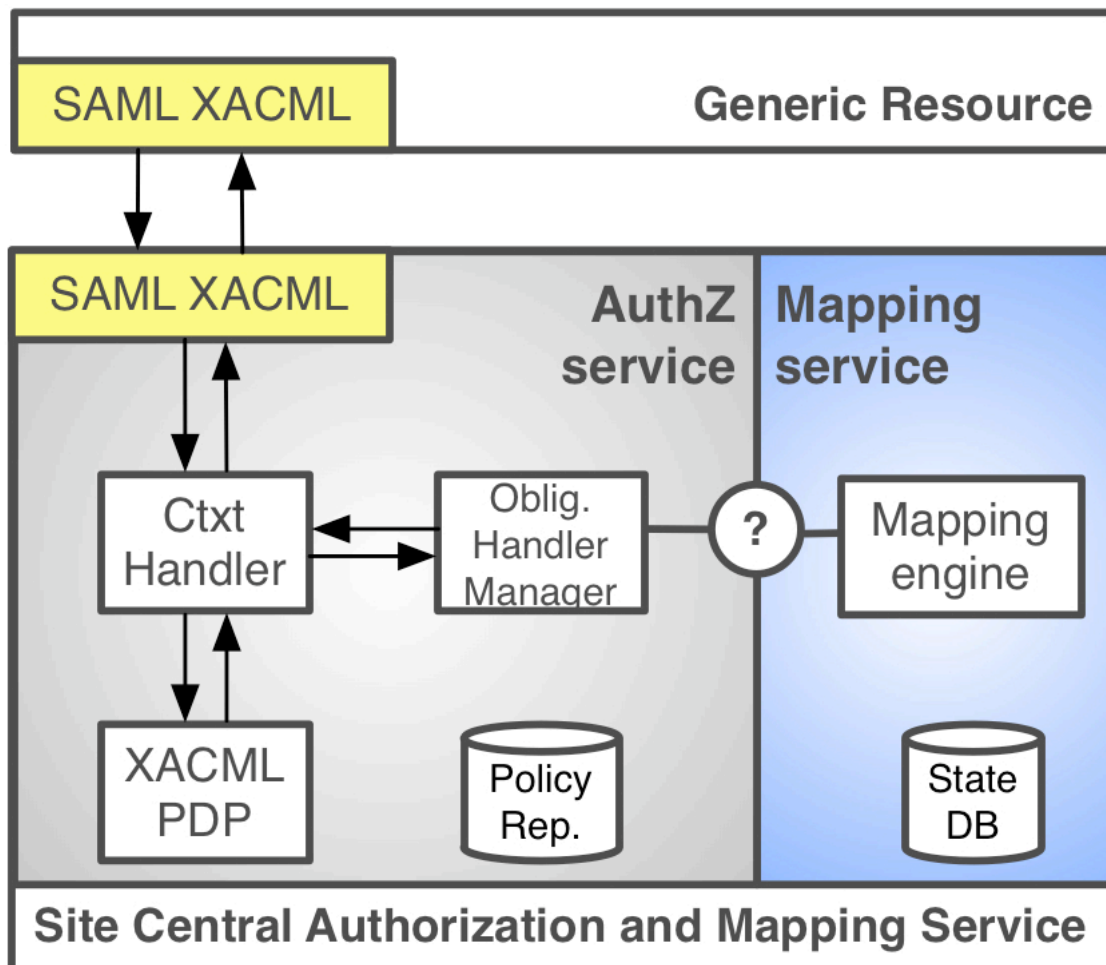 SAML XACML
Generic Resource
SAML XACML
AuthZ
service
Mapping
service
Ctxt
Handler
Oblig.
Handler
Manager
?
Mapping
engine
XACML
PDP
Policy
Rep.
State
DB
Site Central Authorization and Mapping Service